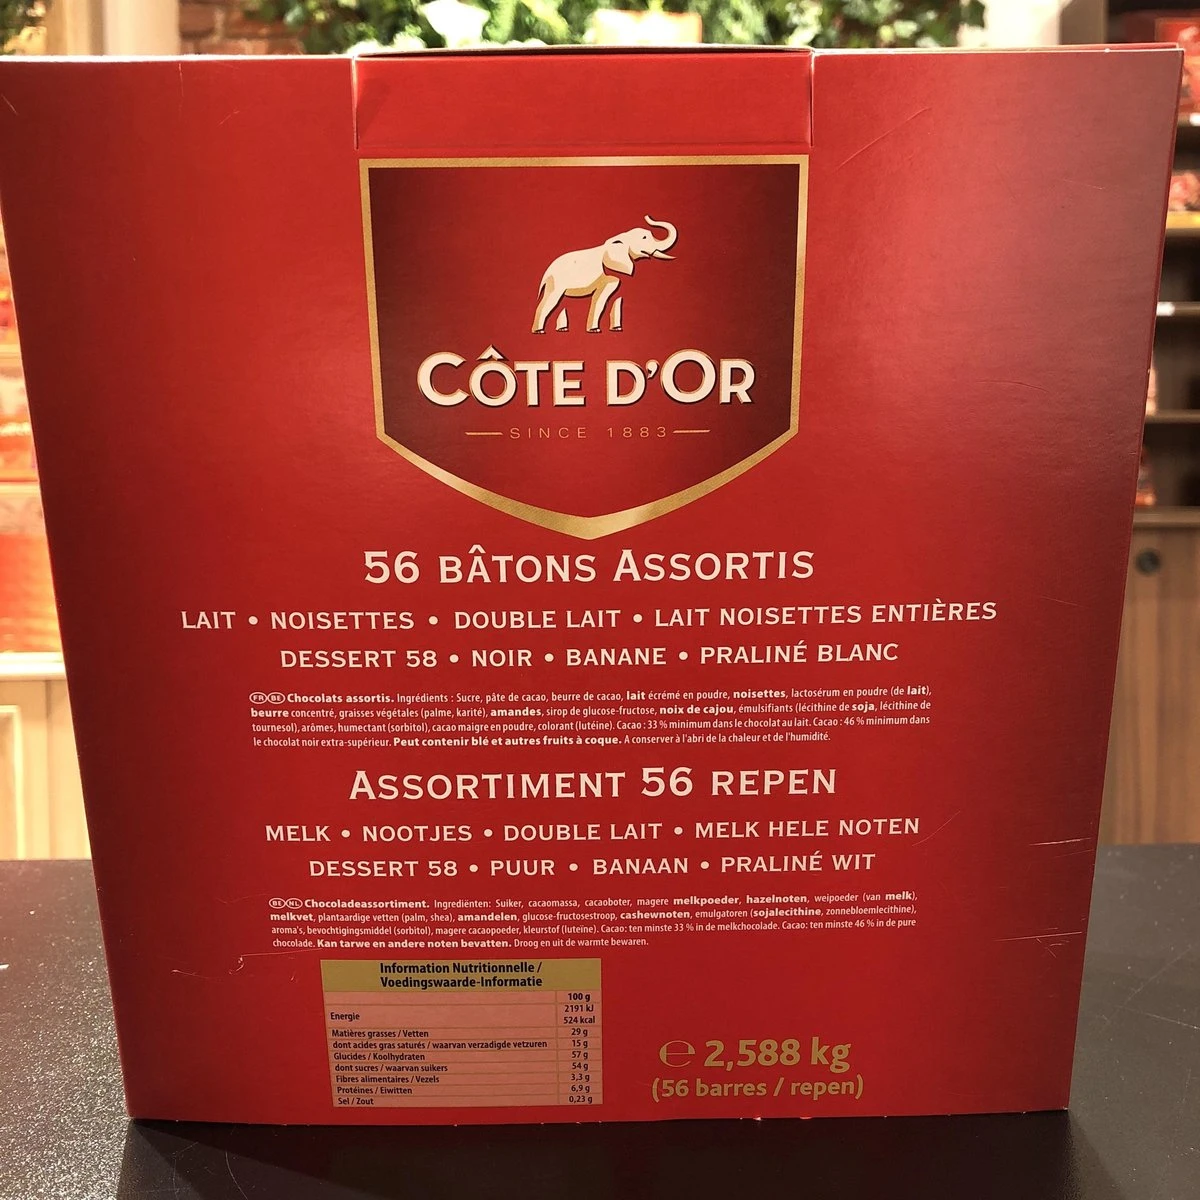 CÔTE D'OR
SINCE 1883
56 BÂTONS ASSORTIS
LAIT • NOISETTES • DOUBLE LAIT • LAIT NOISETTES ENTIÈRES
DESSERT 58 • NOIR • BANANE • PRALINÉ BLANC
FR BE Chocolats assortis. Ingrédients : Sucre, pâte de cacao, beurre de cacao, lait écrémé en poudre, noisettes, lactosérum en poudre (de lait),
beurre concentré, graisses végétales (palme, karité), amandes, sirop de glucose-fructose, noix de cajou, émulsifiants (lécithine de soja, lécithine de
tournesol), arômes, humectant (sorbitol), cacao maigre en poudre, colorant (lutéine). Cacao : 33 % minimum dans le chocolat au lait. Cacao : 46 % minimum dans
le chocolat noir extra-supérieur. Peut contenir blé et autres fruits à coque. A conserver à l'abri de la chaleur et de l'humidité.
ASSORTIMENT 56 REPEN
MELK • NOOTJES • DOUBLE LAIT • MELK HELE NOTEN
DESSERT 58 • PUUR • BANAAN • PRALINÉ WIT
BE NL Chocoladeassortiment. Ingrediënten: Suiker, cacaomassa, cacaoboter, magere melkpoeder, hazelnoten, weipoeder (van melk),
melkvet, plantaardige vetten (palm, shea), amandelen, glucose-fructosestroop, cashewnoten, emulgatoren (sojalecithine, zonnebloemlecithine),
aroma's, bevochtigingsmiddel (sorbitol), magere cacaopoeder, kleurstof (luteïne). Cacao: ten minste 33 % in de melkchocolade. Cacao: ten minste 46 % in de pure
chocolade. Kan tarwe en andere noten bevatten. Droog en uit de warmte bewaren.
Information Nutritionnelle /
Voedingswaarde-Informatie
100 g
Energie 2191 kJ
524 kcal
Matières grasses / Vetten 29 g
dont acides gras saturés / waarvan verzadigde vetzuren 15 g
Glucides / Koolhydraten 57 g
dont sucres / waarvan suikers 54 g
Fibres alimentaires / Vezels 3,3 g
Protéines / Eiwitten 6,9 g
Sel / Zout 0,23 g
℮ 2,588 kg
(56 barres / repen)